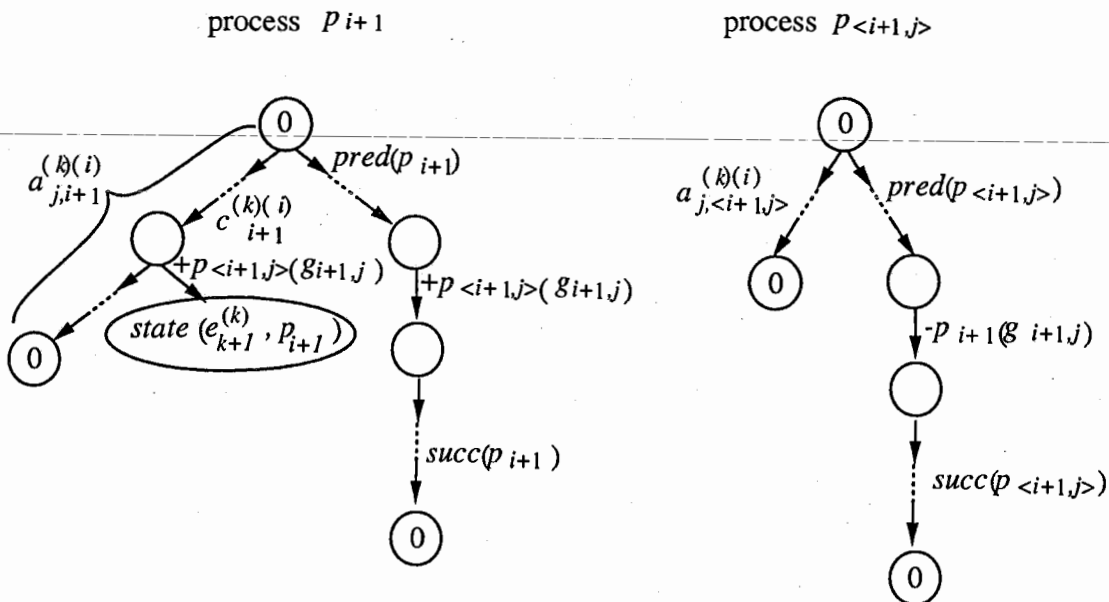 process p i+1
process p <i+1,j>
0
0
a (k)(i) j,i+1
pred(p i+1)
a (k)(i) j,<i+1,j>
pred(p <i+1,j>)
c (k)(i) i+1
+p <i+1,j>(g i+1,j)
+p <i+1,j>(g i+1,j)
0
state (e (k) k+1 , p i+1)
-p i+1(g i+1,j)
0
succ(p i+1)
succ(p <i+1,j>)
0
0